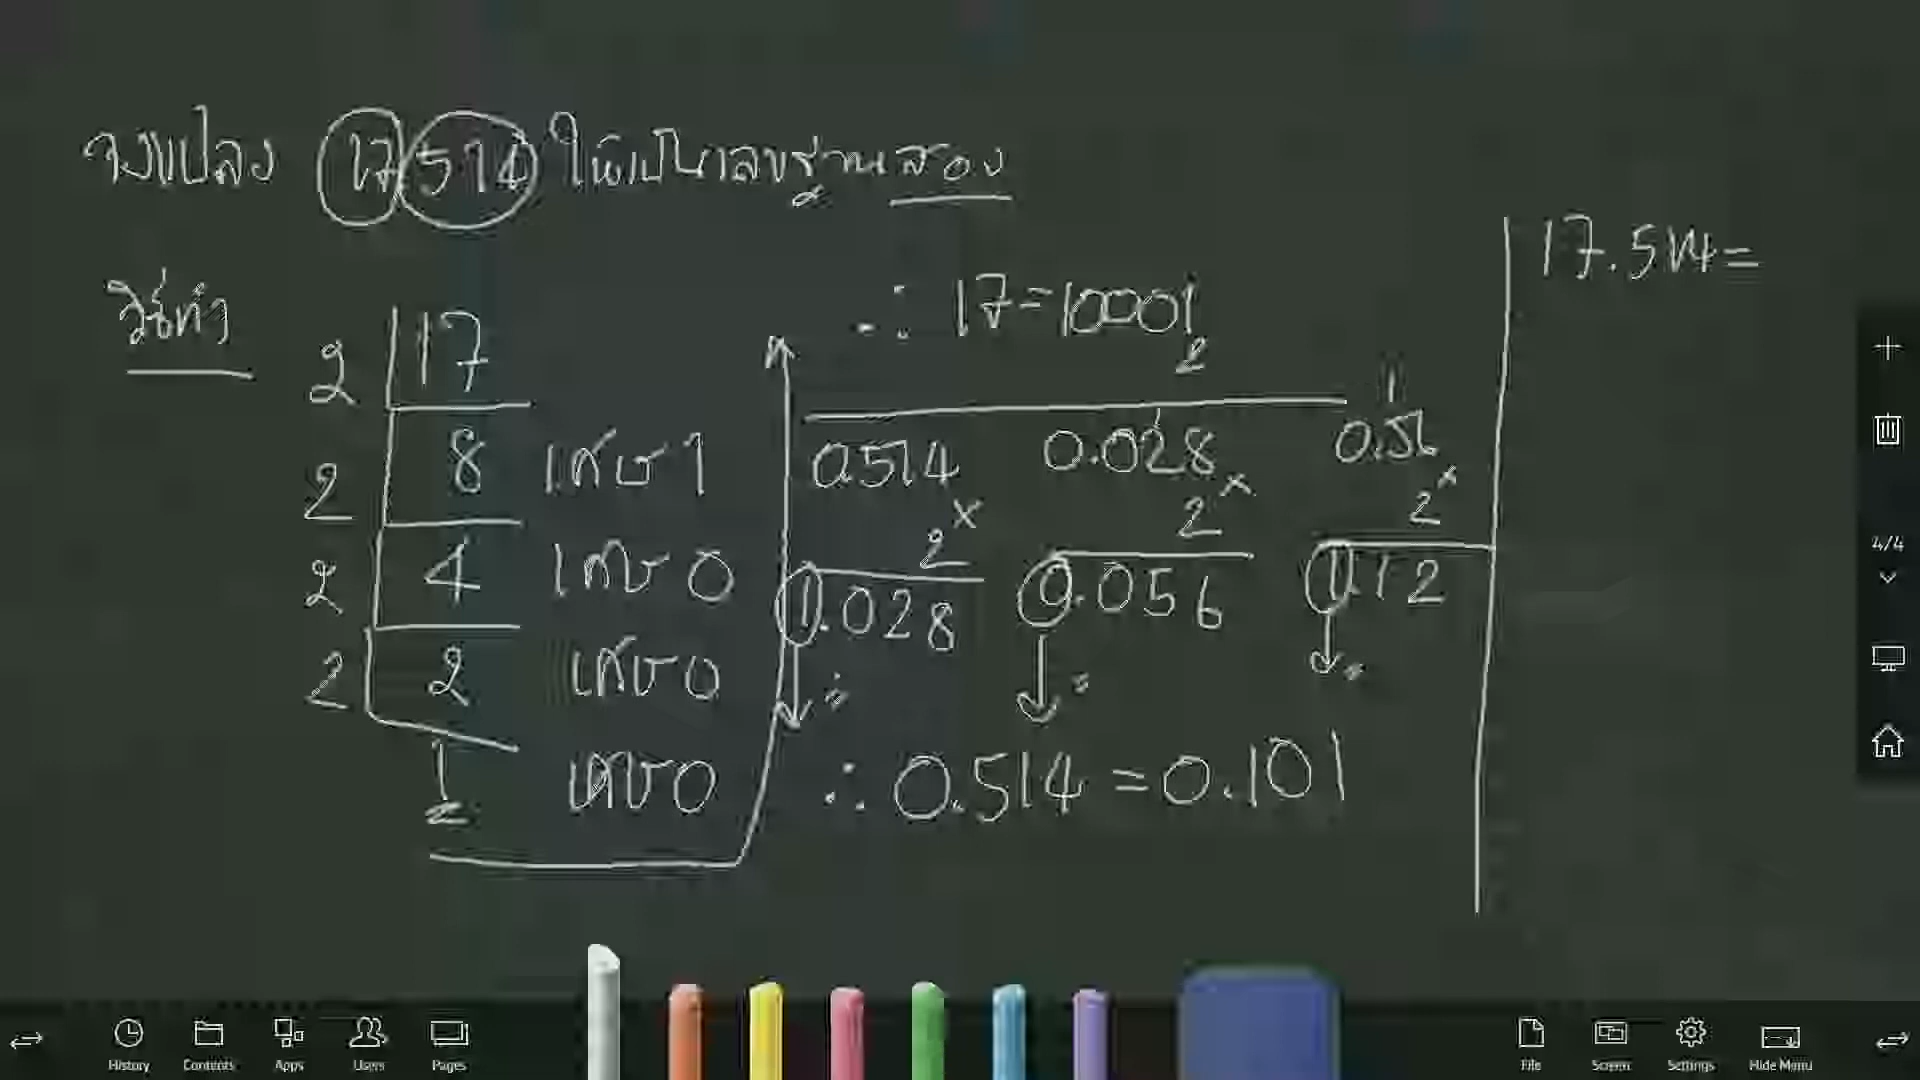 จงแปลง 17.514 ให้เป็นเลขฐานสอง
วิธีทำ
2 17
2 8 เศษ 1
2 4 เศษ 0
2 2 เศษ 0
1 เศษ 0
∴ 17 = 10001₂
0.514
2 ×
1.028
0.028
2 ×
0.056
1
0.56
2 ×
1.12
∴ 0.514 = 0.101
17.514 =
4/4
History
Contents
Apps
Users
Pages
File
Screen
Settings
Hide Menu